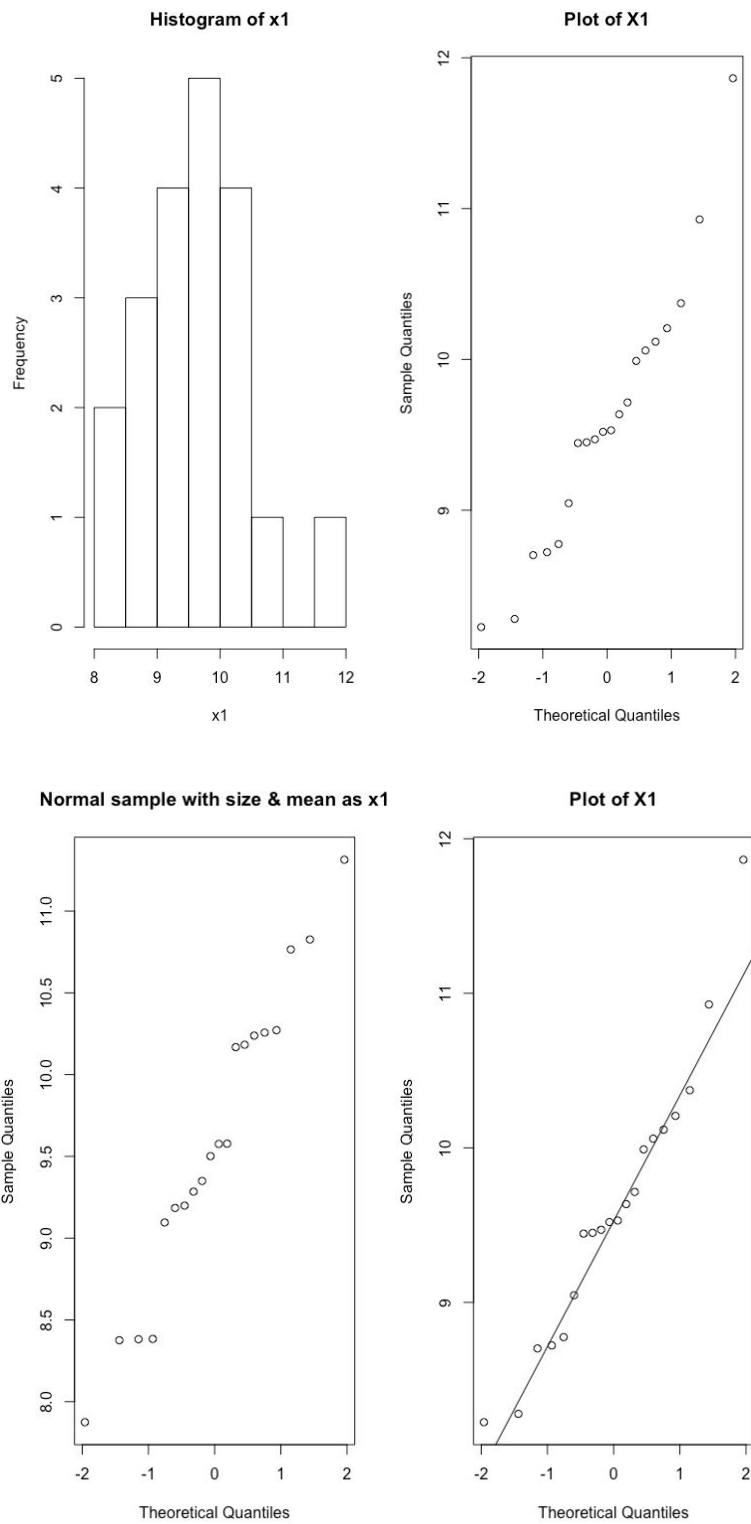 Histogram of x1
Frequency
5
4
3
2
1
0
8 9 10 11 12
x1
Plot of X1
Sample Quantiles
12
11
10
9
-2 -1 0 1 2
Theoretical Quantiles
Normal sample with size & mean as x1
Sample Quantiles
11.0
10.5
10.0
9.5
9.0
8.5
8.0
-2 -1 0 1 2
Theoretical Quantiles
Plot of X1
Sample Quantiles
12
11
10
9
-2 -1 0 1 2
Theoretical Quantiles